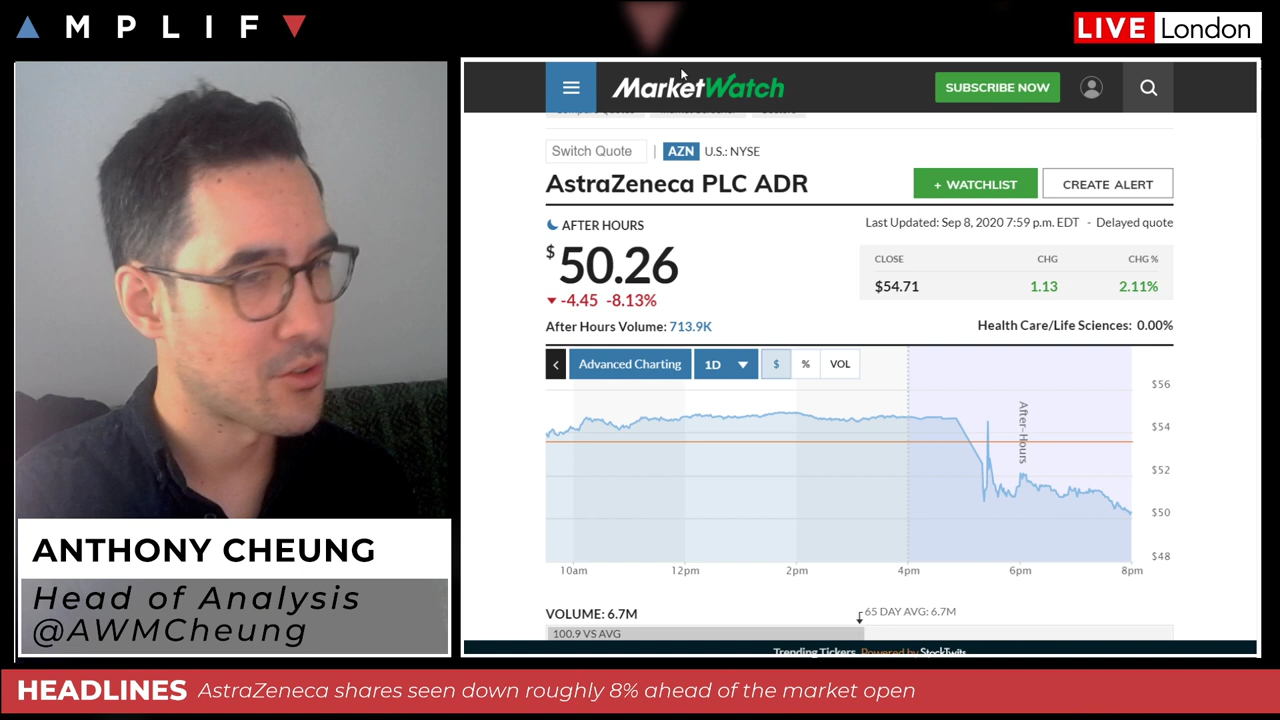 AMPLIFY
LIVE London
MarketWatch
SUBSCRIBE NOW
Switch Quote | AZN U.S.: NYSE
AstraZeneca PLC ADR
+ WATCHLIST
CREATE ALERT
AFTER HOURS
Last Updated: Sep 8, 2020 7:59 p.m. EDT - Delayed quote
$50.26
-4.45 -8.13%
CLOSE CHG CHG %
$54.71 1.13 2.11%
After Hours Volume: 713.9K
Health Care/Life Sciences: 0.00%
Advanced Charting 1D $ % VOL
$56
$54
$52
$50
$48
After-Hours
10am 12pm 2pm 4pm 6pm 8pm
VOLUME: 6.7M
65 DAY AVG: 6.7M
100.9 VS AVG
Trending Tickers Powered by StockTwits
ANTHONY CHEUNG
Head of Analysis
@AWMCheung
HEADLINES AstraZeneca shares seen down roughly 8% ahead of the market open